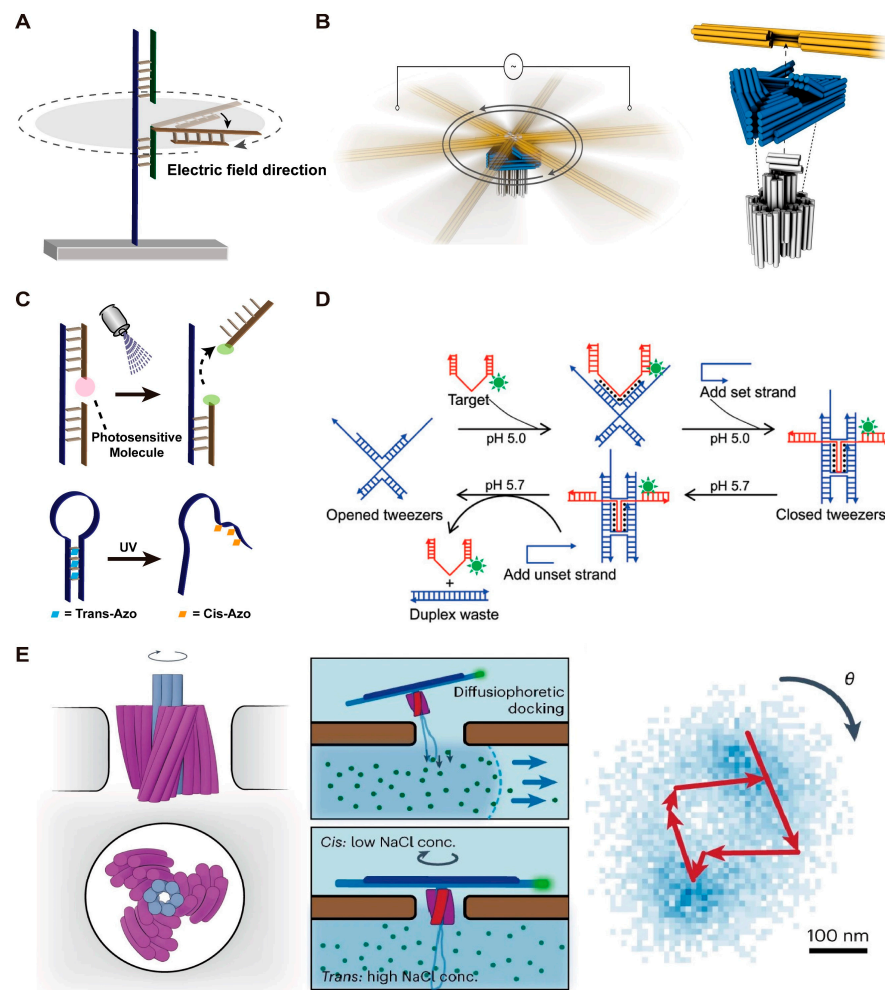 A
Electric field direction
B
~
C
Photosensitive
Molecule
UV
= Trans-Azo
= Cis-Azo
D
Target
pH 5.0
Add set strand
pH 5.0
Opened tweezers
pH 5.7
pH 5.7
Closed tweezers
Add unset strand
+
Duplex waste
E
Diffusiophoretic
docking
Cis: low NaCl conc.
Trans: high NaCl conc.
θ
100 nm